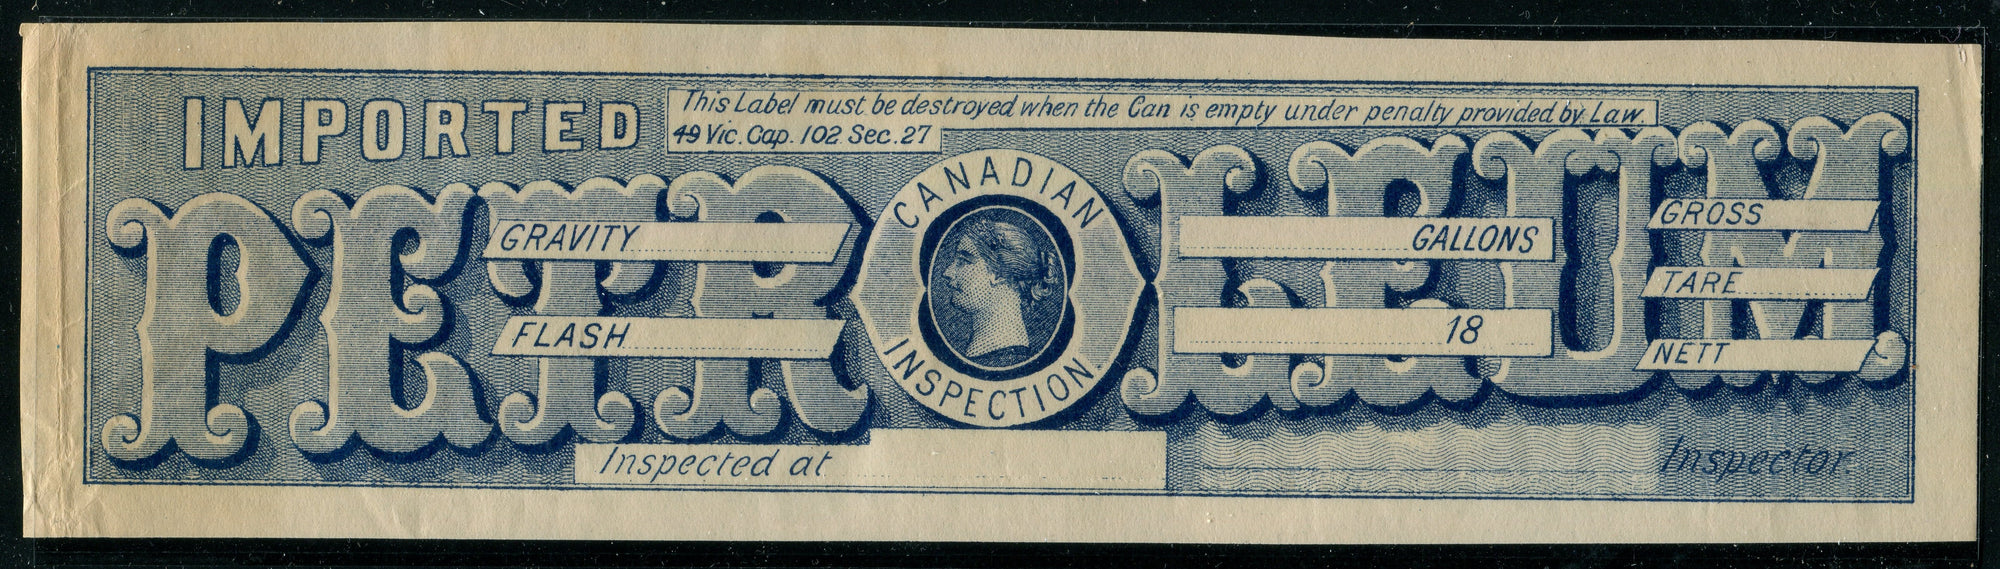 IMPORTED
This Label must be destroyed when the Can is empty under penalty provided by Law.
49 Vic. Cap. 102 Sec. 27
PETROLEUM
CANADIAN
INSPECTION.
GRAVITY
FLASH
GALLONS
18
GROSS
TARE
NETT
Inspected at
Inspector